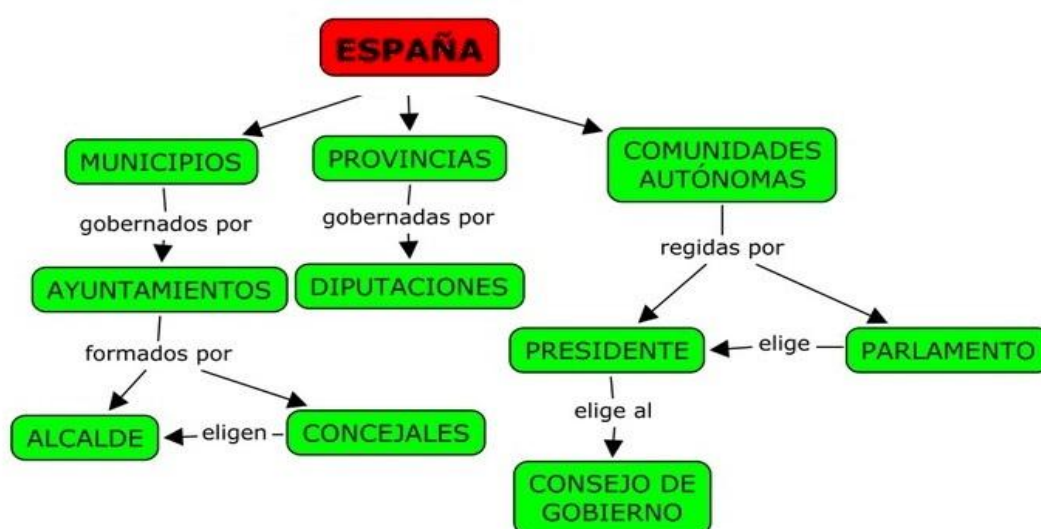 ESPAÑA
MUNICIPIOS
PROVINCIAS
COMUNIDADES
AUTÓNOMAS
gobernados por
gobernadas por
regidas por
AYUNTAMIENTOS
DIPUTACIONES
formados por
PRESIDENTE
elige
PARLAMENTO
elige al
ALCALDE
eligen
CONCEJALES
CONSEJO DE
GOBIERNO